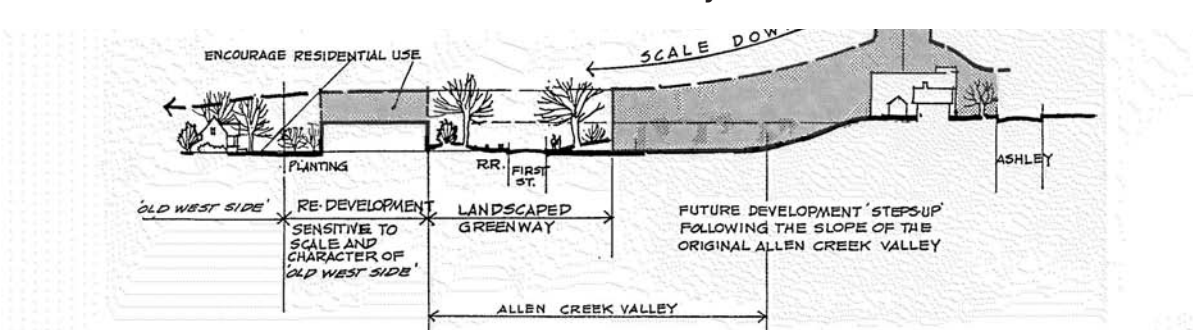 SCALE DOW
ENCOURAGE RESIDENTIAL USE
PLANTING
R.R.
FIRST
ST.
ASHLEY
'OLD WEST SIDE'
RE-DEVELOPMENT
SENSITIVE TO
SCALE AND
CHARACTER OF
'OLD WEST SIDE'
LANDSCAPED
GREENWAY
FUTURE DEVELOPMENT 'STEPS-UP'
FOLLOWING THE SLOPE OF THE
ORIGINAL ALLEN CREEK VALLEY
ALLEN CREEK VALLEY